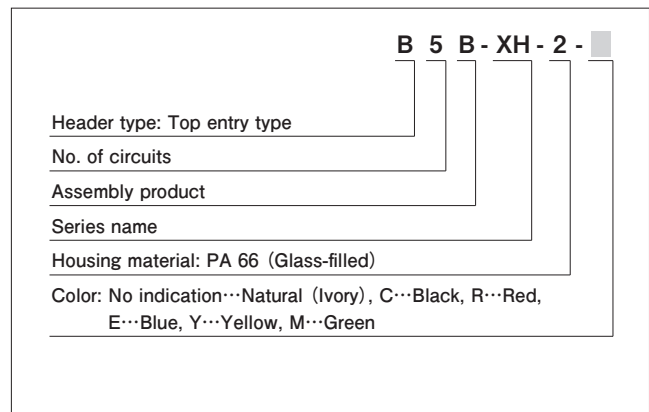 B 5 B - XH - 2 -
Header type: Top entry type
No. of circuits
Assembly product
Series name
Housing material: PA 66 (Glass-filled)
Color: No indication⋯Natural (Ivory), C⋯Black, R⋯Red,
E⋯Blue, Y⋯Yellow, M⋯Green